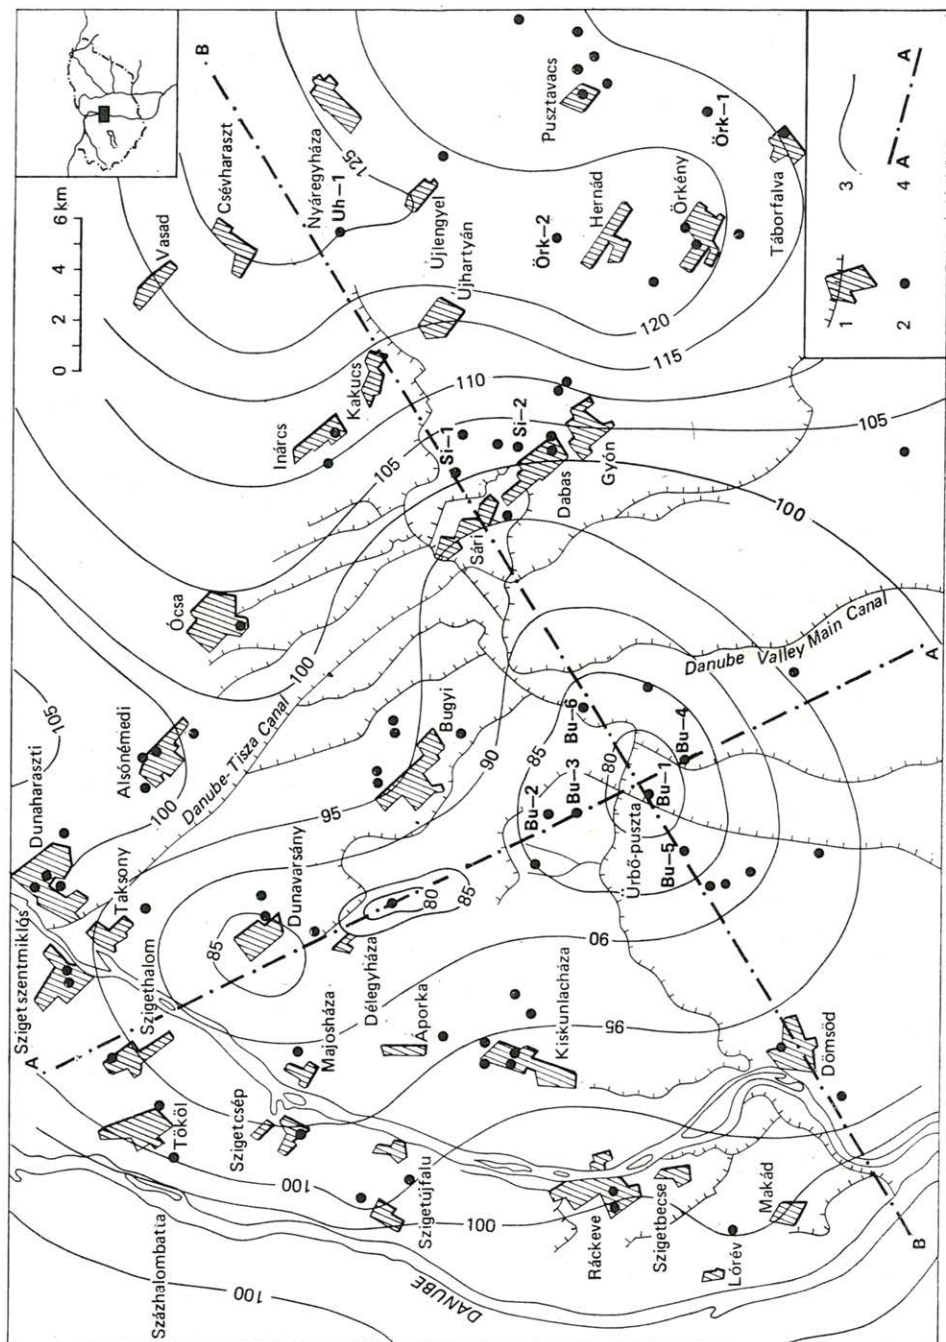 0 2 4 6 km
B
Vasad
Csévharaszt
Nyáregyháza
Uh–1
125
Ujlengyel
Ujhartyán
Kakucs
Inárcs
110
105
Si–1
Si–2
Dabas
Gyón
Sári
105
100
Örk–2
Hernád
Örkény
Pusztavacs
Örk–1
Táborfalva
120
115
1
2
3
4
A A
Ócsa
105
Alsónémedi
Dunaharaszti
100
Danube-Tisza Canal
100
95
Bugyi
90
85
Bu–6
Danube Valley Main Canal
A
Bu–4
80
Bu–1
Bu–2
Bu–3
Ürbő-puszta
Bu–5
Taksony
Szigetszentmiklós
Szigethalom
A
Dunavarsány
85
Délegyháza
80
85
Majosháza
Áporka
Kiskunlacháza
90
95
Dömsöd
Tököl
Szigetcsép
100
Szigetújfalu
100
Ráckeve
Szigetbecse
Makád
Lórév
B
Százhalombatta
100
DANUBE